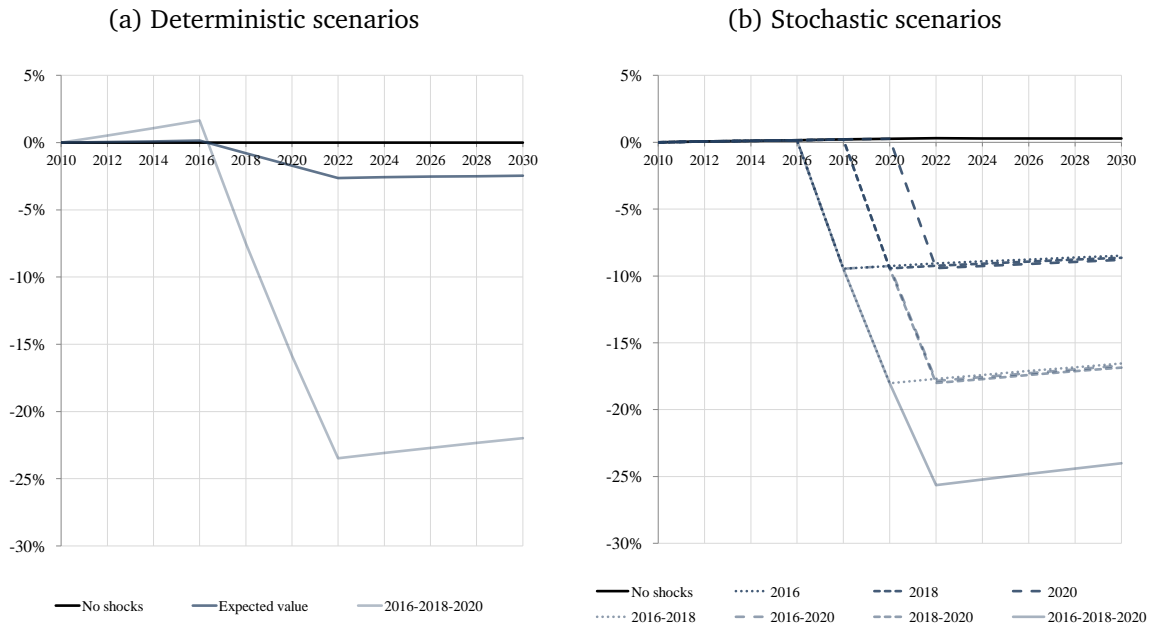 (a) Deterministic scenarios
5%
0%
2010 2012 2014 2016 2018 2020 2022 2024 2026 2028 2030
-5%
-10%
-15%
-20%
-25%
-30%
No shocks Expected value 2016-2018-2020
(b) Stochastic scenarios
5%
0%
2010 2012 2014 2016 2018 2020 2022 2024 2026 2028 2030
-5%
-10%
-15%
-20%
-25%
-30%
No shocks 2016 2018 2020
2016-2018 2016-2020 2018-2020 2016-2018-2020